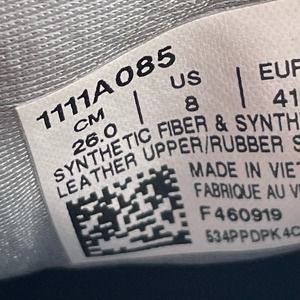 1111A085
CM US EUR
26.0 8 41
SYNTHETIC FIBER & SYNTH
LEATHER UPPER/RUBBER S
MADE IN VIET
FABRIQUE AU VI
F460919
534PPDPK4C